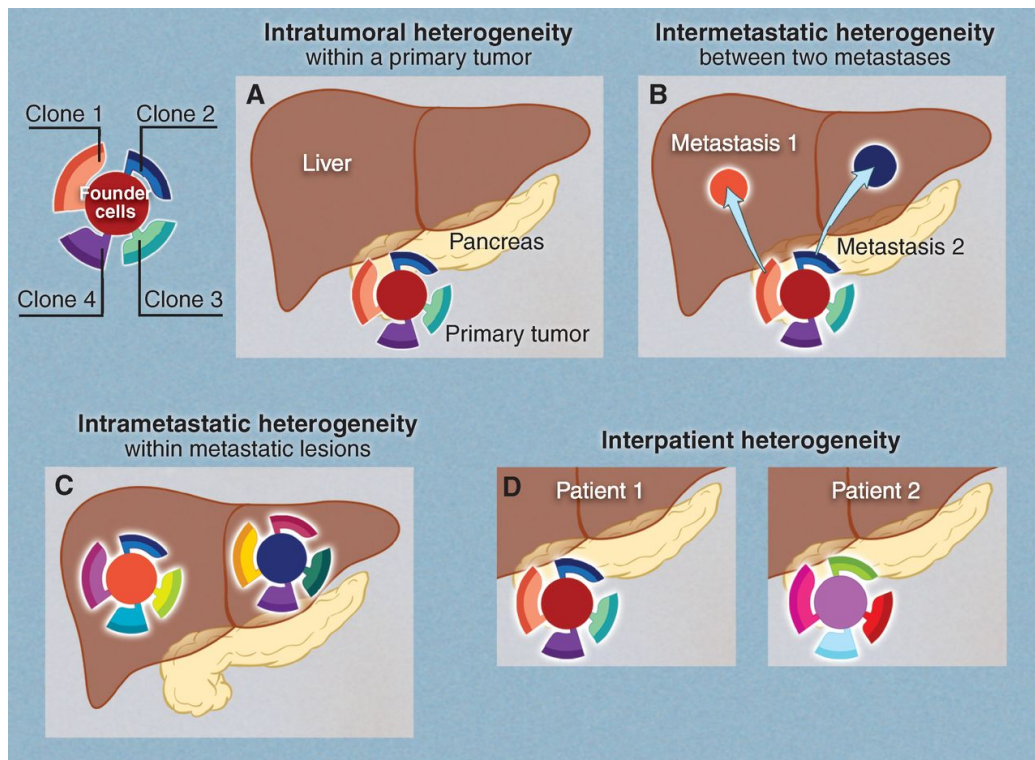 Intratumoral heterogeneity
within a primary tumor
Intermetastatic heterogeneity
between two metastases
Clone 1
Clone 2
Founder
cells
Clone 4
Clone 3
A
Liver
Pancreas
Primary tumor
B
Metastasis 1
Metastasis 2
Intrametastatic heterogeneity
within metastatic lesions
Interpatient heterogeneity
C
D
Patient 1
Patient 2